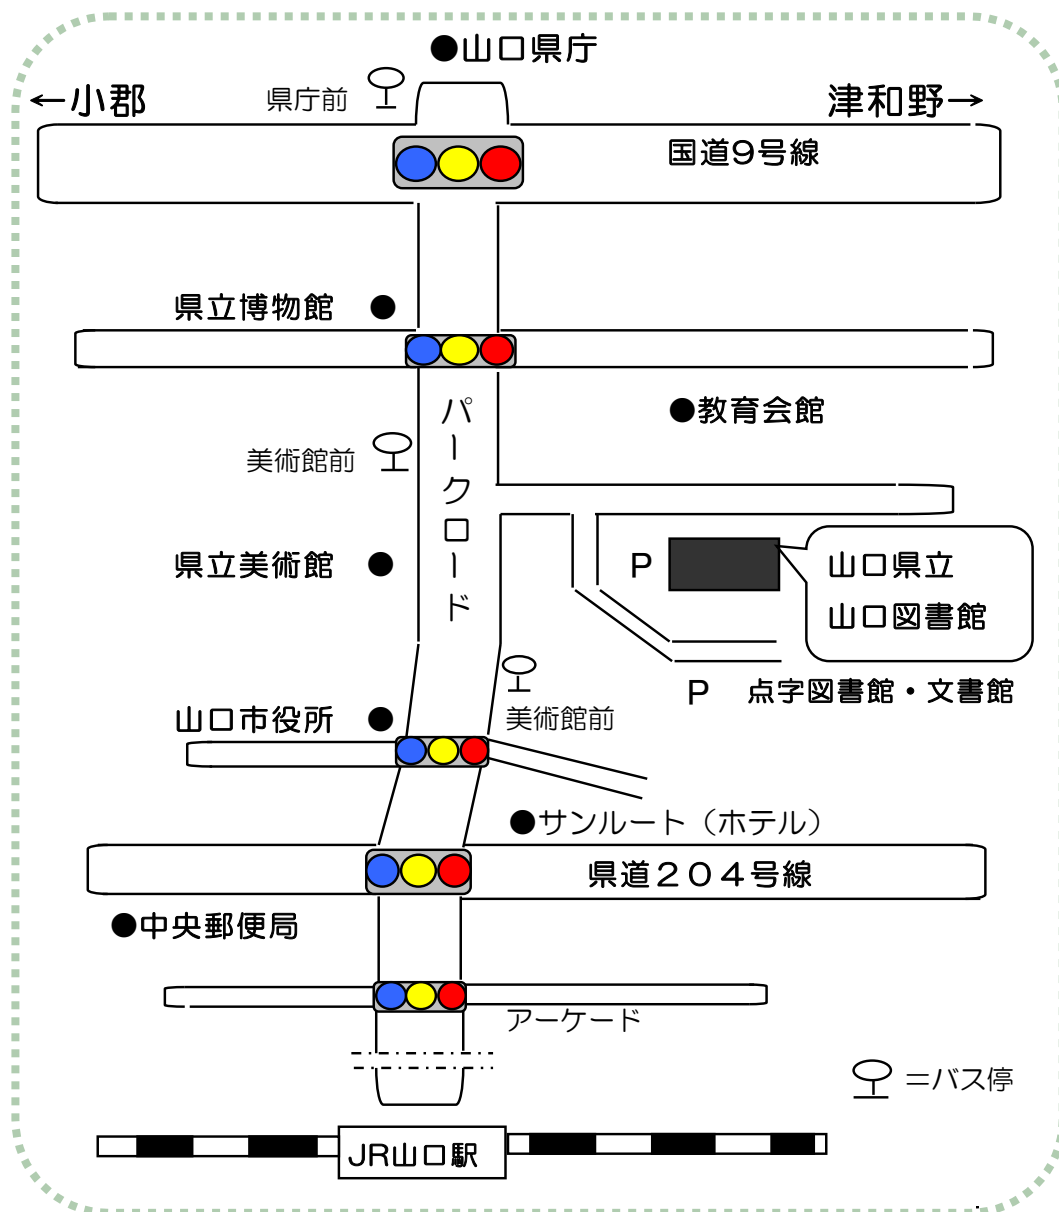 ●山口県庁
県庁前
←小郡
津和野→
国道9号線
県立博物館 ●
●教育会館
パークロード
美術館前
県立美術館 ●
P
山口県立
山口図書館
P 点字図書館・文書館
山口市役所 ●
美術館前
●サンルート（ホテル）
県道２０４号線
●中央郵便局
アーケード
＝バス停
JR山口駅